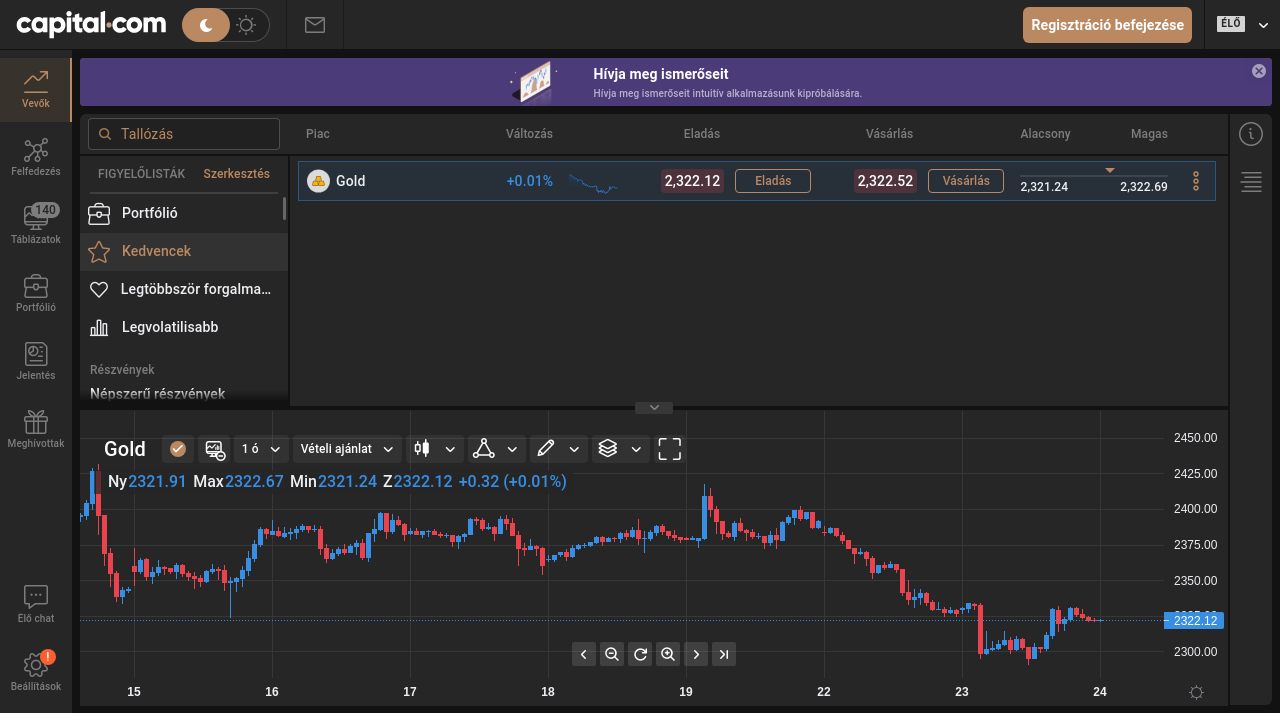 capital.com
Regisztráció befejezése
ÉLŐ
Vevők
Felfedezés
140
Táblázatok
Portfólió
Jelentés
Meghívottak
Élő chat
!
Beállítások
Hívja meg ismerőseit
Hívja meg ismerőseit intuitív alkalmazásunk kipróbálására.
Tallózás
Piac Változás Eladás Vásárlás Alacsony Magas
FIGYELŐLISTÁK Szerkesztés
Portfólió
Kedvencek
Legtöbbször forgalma...
Legvolatilisabb
Részvények
Népszerű részvények
Gold +0.01% 2,322.12 Eladás 2,322.52 Vásárlás 2,321.24 2,322.69
Gold 1 ó Vételi ajánlat
Ny2321.91 Max2322.67 Min2321.24 Z2322.12 +0.32 (+0.01%)
2450.00
2425.00
2400.00
2375.00
2350.00
2322.12
2300.00
15 16 17 18 19 22 23 24